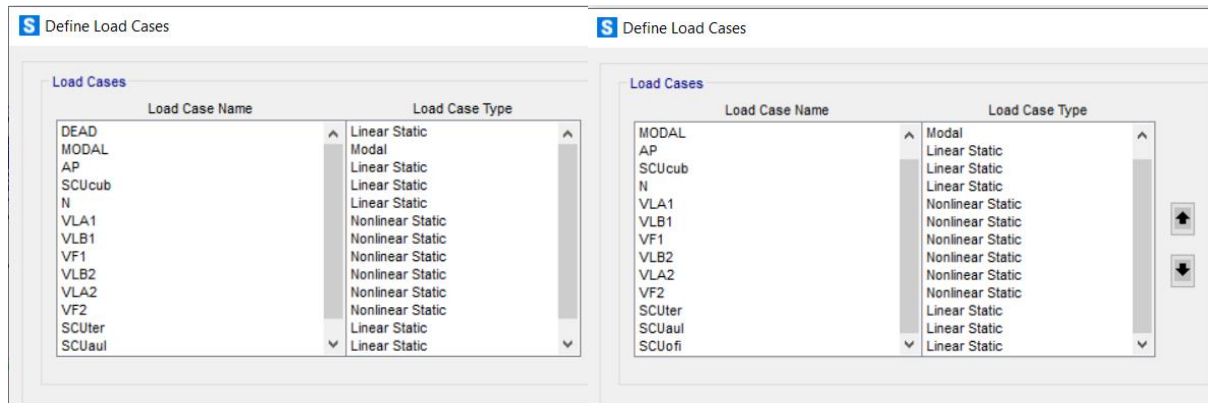 S Define Load Cases
Load Cases
Load Case Name Load Case Type
DEAD Linear Static
MODAL Modal
AP Linear Static
SCUcub Linear Static
N Linear Static
VLA1 Nonlinear Static
VLB1 Nonlinear Static
VF1 Nonlinear Static
VLB2 Nonlinear Static
VLA2 Nonlinear Static
VF2 Nonlinear Static
SCUter Linear Static
SCUaul Linear Static
S Define Load Cases
Load Cases
Load Case Name Load Case Type
MODAL Modal
AP Linear Static
SCUcub Linear Static
N Linear Static
VLA1 Nonlinear Static
VLB1 Nonlinear Static
VF1 Nonlinear Static
VLB2 Nonlinear Static
VLA2 Nonlinear Static
VF2 Nonlinear Static
SCUter Linear Static
SCUaul Linear Static
SCUofi Linear Static